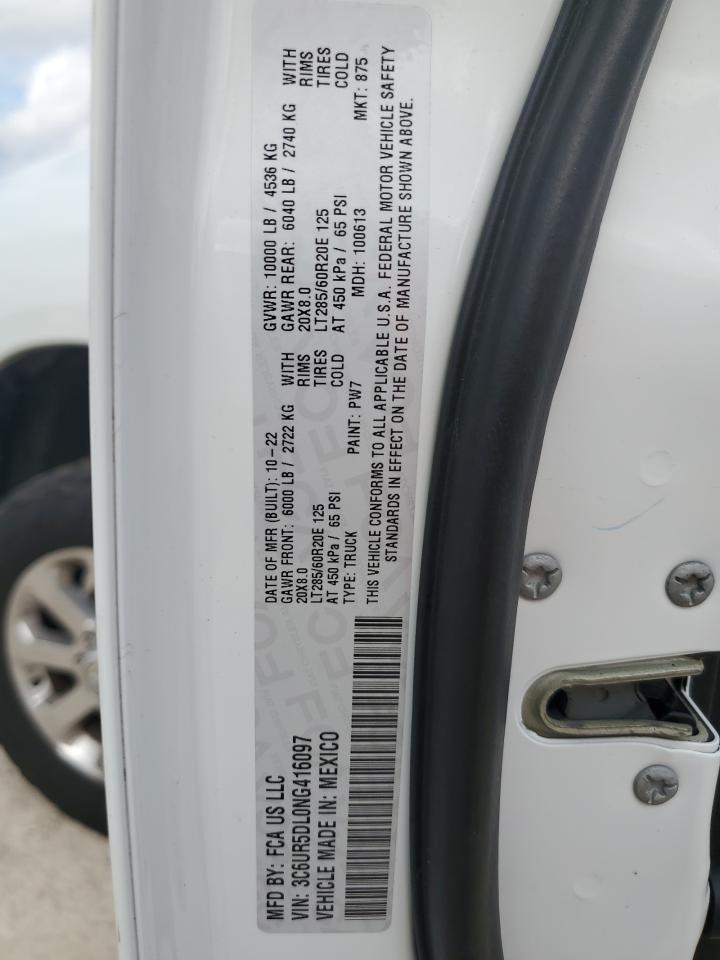 MFD BY: FCA US LLC
DATE OF MFR (BUILT): 10-22
GVWR: 10000 LB / 4536 KG
GAWR FRONT: 6000 LB / 2722 KG WITH
GAWR REAR: 6040 LB / 2740 KG WITH
20X8.0 RIMS
20X8.0 RIMS
LT285/60R20E 125 TIRES
LT285/60R20E 125 TIRES
AT 450 kPa / 65 PSI COLD
AT 450 kPa / 65 PSI COLD
VIN: 3C6UR5DL0NG416097
TYPE: TRUCK
PAINT: PW7
MDH: 100613
MKT: 875
VEHICLE MADE IN: MEXICO
THIS VEHICLE CONFORMS TO ALL APPLICABLE U.S.A. FEDERAL MOTOR VEHICLE SAFETY
STANDARDS IN EFFECT ON THE DATE OF MANUFACTURE SHOWN ABOVE.